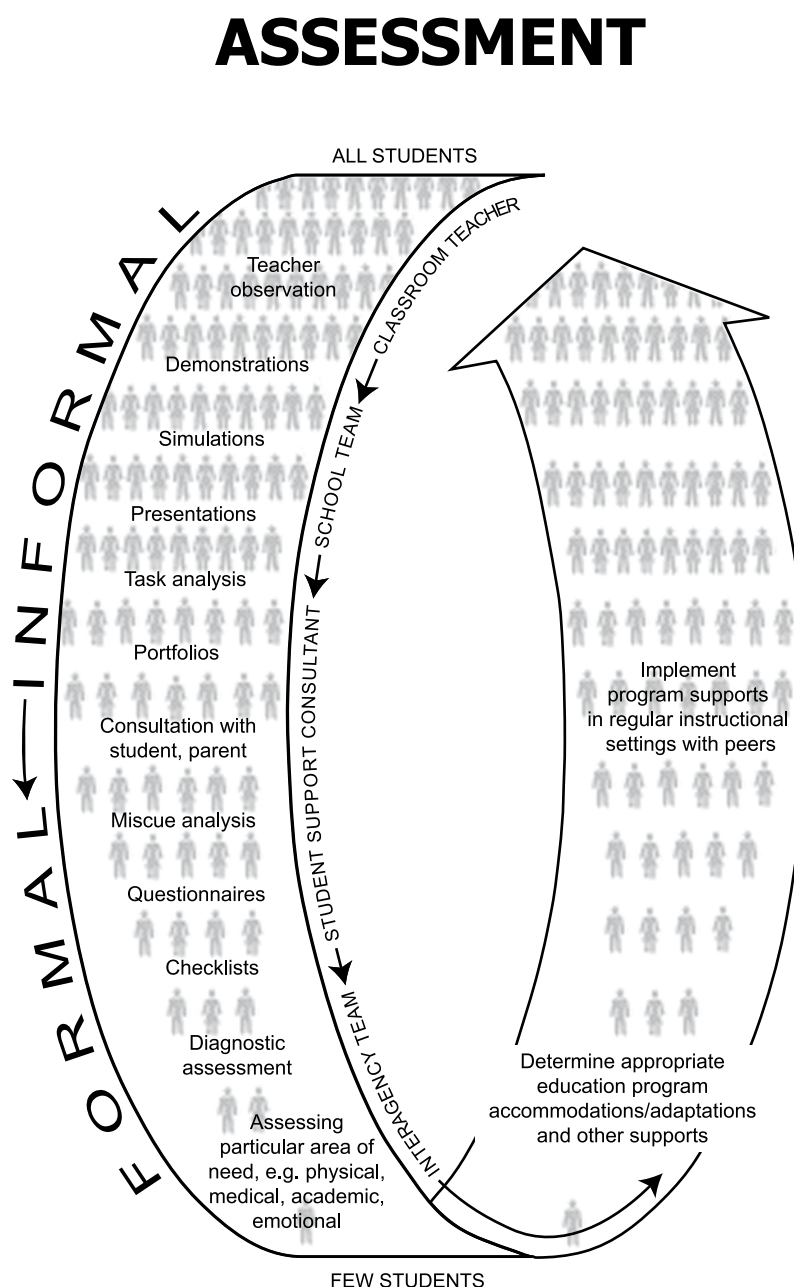 ASSESSMENT
ALL STUDENTS
INFORMAL
FORMAL
Teacher
observation
Demonstrations
Simulations
Presentations
Task analysis
Portfolios
Consultation with
student, parent
Miscue analysis
Questionnaires
Checklists
Diagnostic
assessment
Assessing
particular area of
need, e.g. physical,
medical, academic,
emotional
CLASSROOM TEACHER
SCHOOL TEAM
STUDENT SUPPORT CONSULTANT
INTERAGENCY TEAM
Implement
program supports
in regular instructional
settings with peers
Determine appropriate
education program
accommodations/adaptations
and other supports
FEW STUDENTS